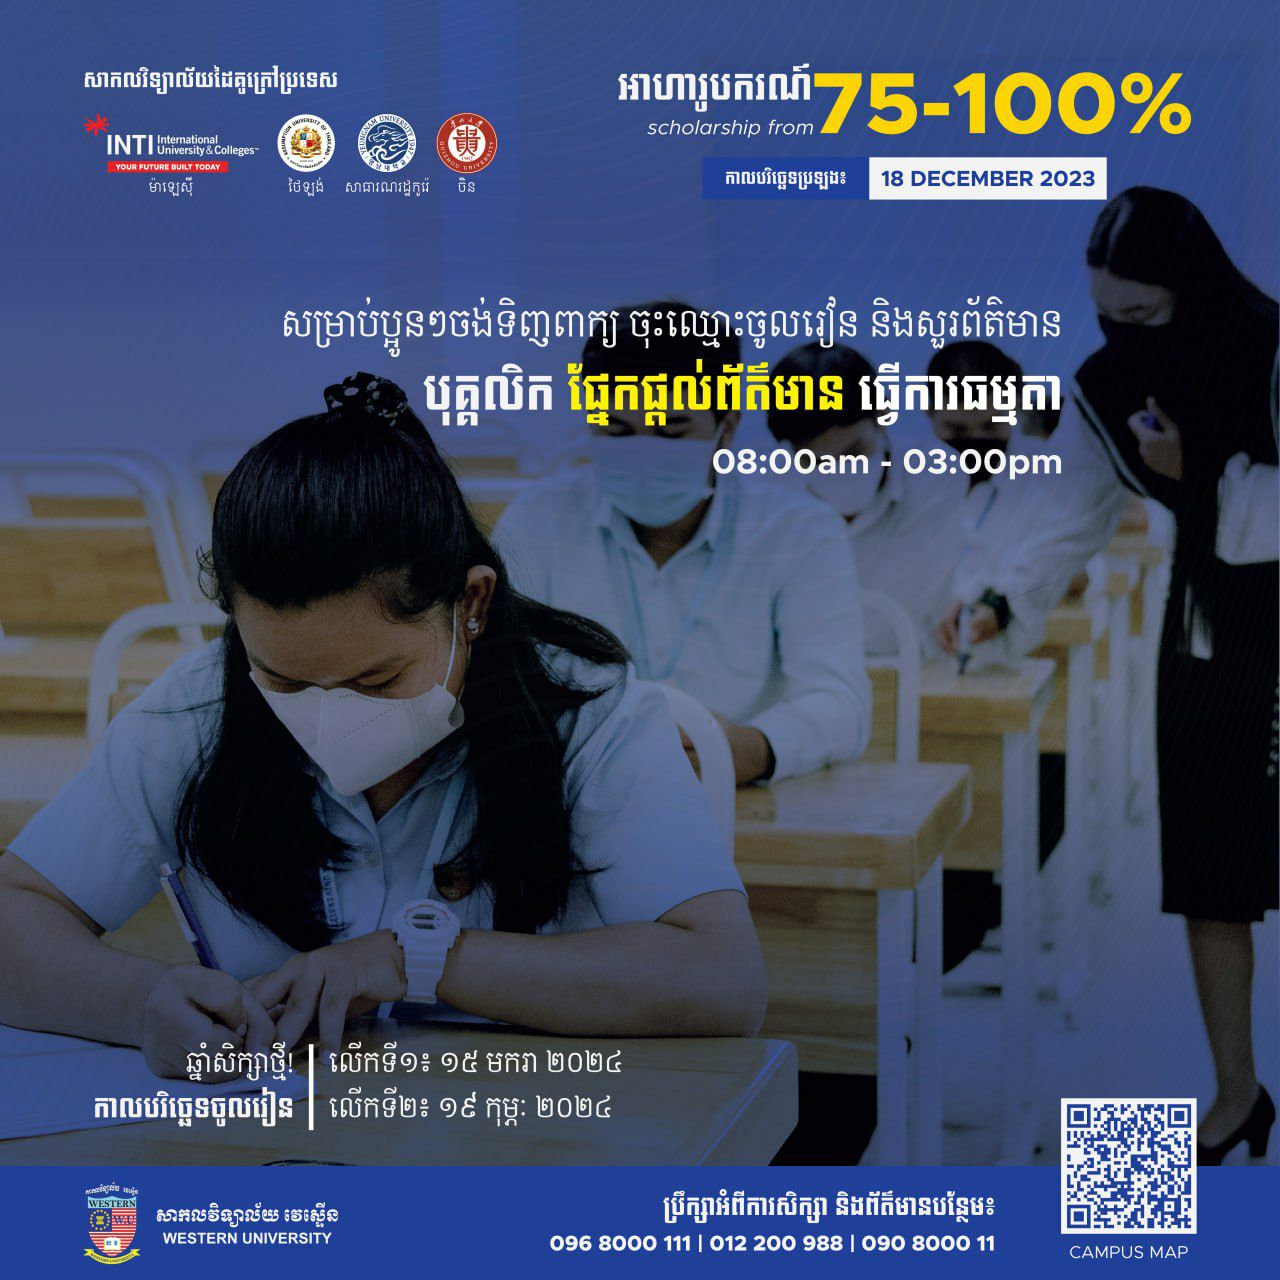 សាកលវិទ្យាល័យដៃគូក្រៅប្រទេស
INTI International University & Colleges
YOUR FUTURE BUILT TODAY
ម៉ាឡេស៊ី
ASSUMPTION UNIVERSITY OF THAILAND
ថៃឡង់
YEUNGNAM UNIVERSITY 1947
សាធារណរដ្ឋកូរ៉េ
GUIZHOU UNIVERSITY
1902
ចិន
អាហារូបករណ៍ 75-100%
scholarship from
កាលបរិច្ឆេទប្រឡង៖ 18 DECEMBER 2023
សម្រាប់ប្អូនៗចង់ទិញពាក្យ ចុះឈ្មោះចូលរៀន និងសួរព័ត៌មាន
បុគ្គលិក ផ្នែកផ្តល់ព័ត៌មាន ធ្វើការធម្មតា
08:00am - 03:00pm
ឆ្នាំសិក្សាថ្មី!
កាលបរិច្ឆេទចូលរៀន
លើកទី១៖ ១៥ មករា ២០២៤
លើកទី២៖ ១៩ កុម្ភៈ ២០២៤
WESTERN
សាកលវិទ្យាល័យ វេស្ទើន
WESTERN UNIVERSITY
ប្រឹក្សាអំពីការសិក្សា និងព័ត៌មានបន្ថែម៖
096 8000 111 | 012 200 988 | 090 8000 11
CAMPUS MAP